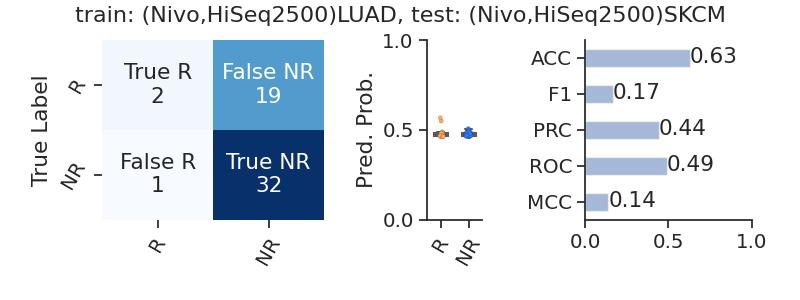 train: (Nivo,HiSeq2500)LUAD, test: (Nivo,HiSeq2500)SKCM
True Label
R
NR
True R
2
False NR
19
False R
1
True NR
32
R
NR
Pred. Prob.
1.0
0.5
0.0
R
NR
ACC
0.63
F1
0.17
PRC
0.44
ROC
0.49
MCC
0.14
0.0
0.5
1.0